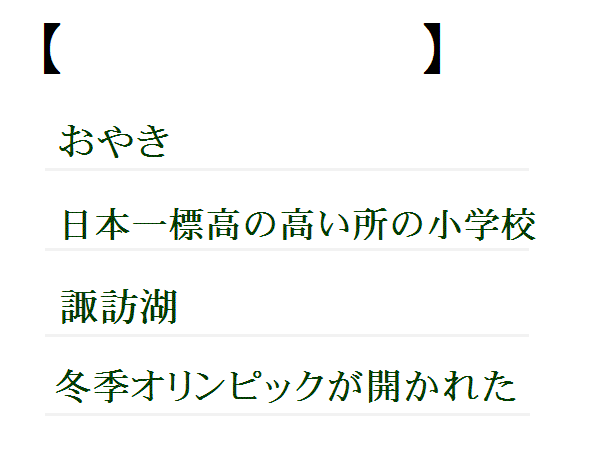 【　　　　　　　　　】
おやき
日本一標高の高い所の小学校
諏訪湖
冬季オリンピックが開かれた